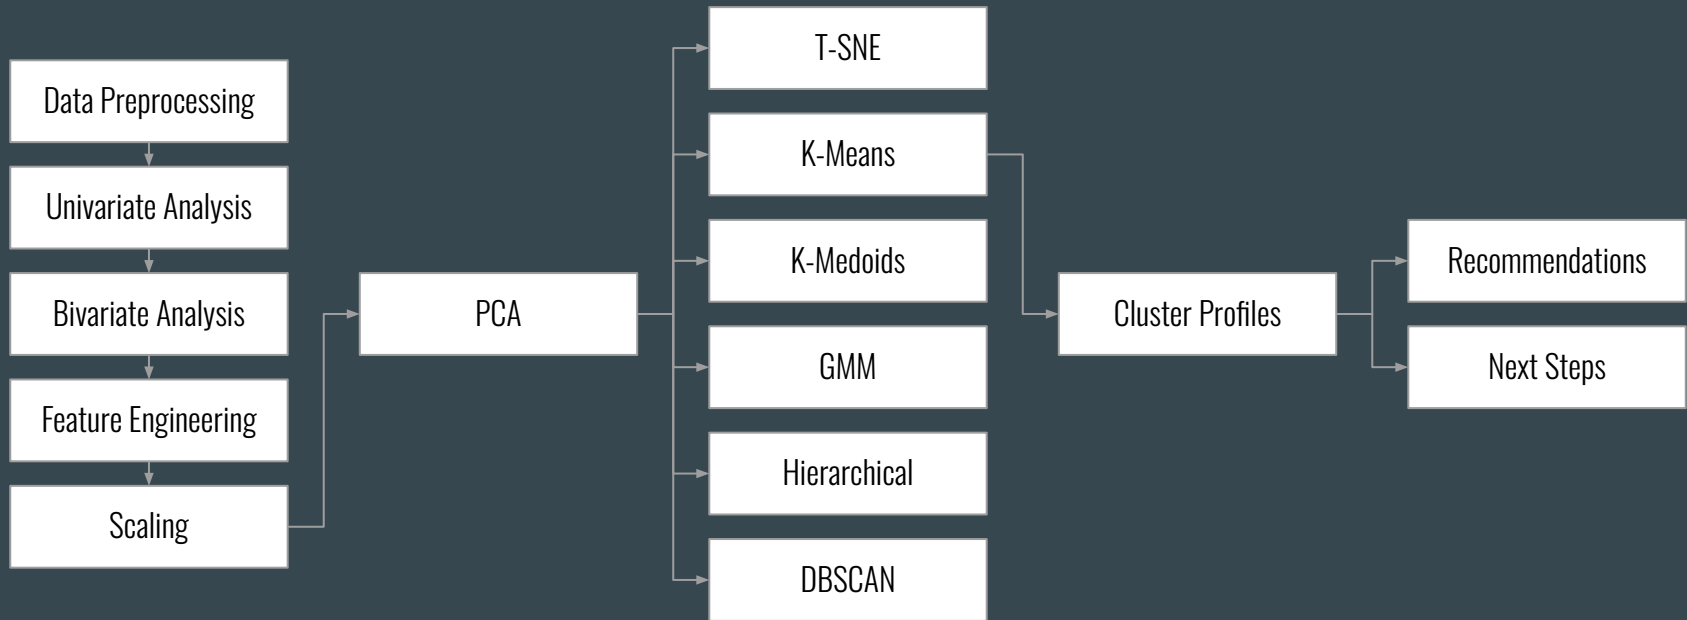 Data Preprocessing
Univariate Analysis
Bivariate Analysis
Feature Engineering
Scaling
PCA
T-SNE
K-Means
K-Medoids
GMM
Hierarchical
DBSCAN
Cluster Profiles
Recommendations
Next Steps